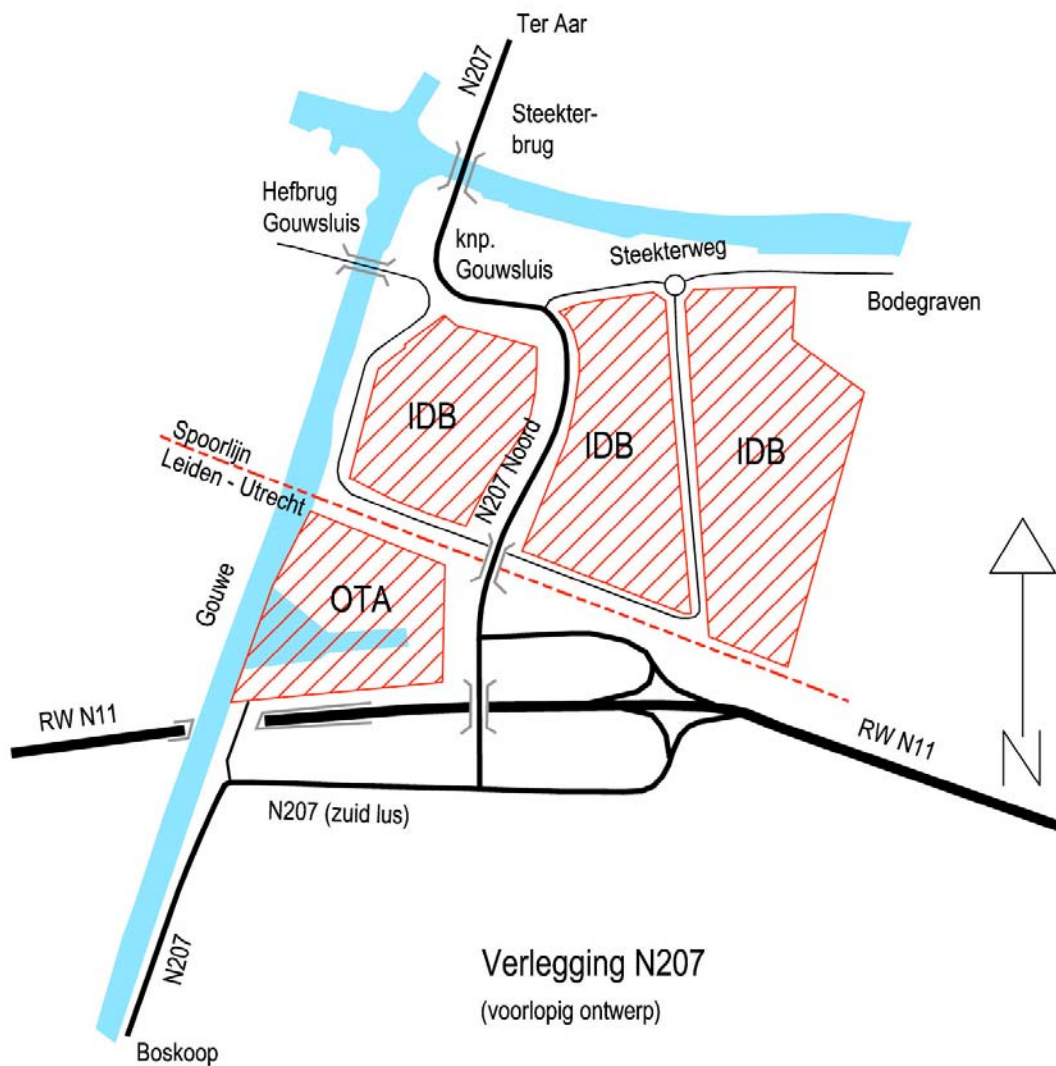 Ter Aar
N207
Steekter-
brug
Hefbrug
Gouwsluis
knp.
Gouwsluis
Steekterweg
Bodegraven
IDB
IDB
IDB
N207 Noord
Spoorlijn
Leiden - Utrecht
Gouwe
OTA
RW N11
RW N11
N
N207 (zuid lus)
N207
Verlegging N207
(voorlopig ontwerp)
Boskoop